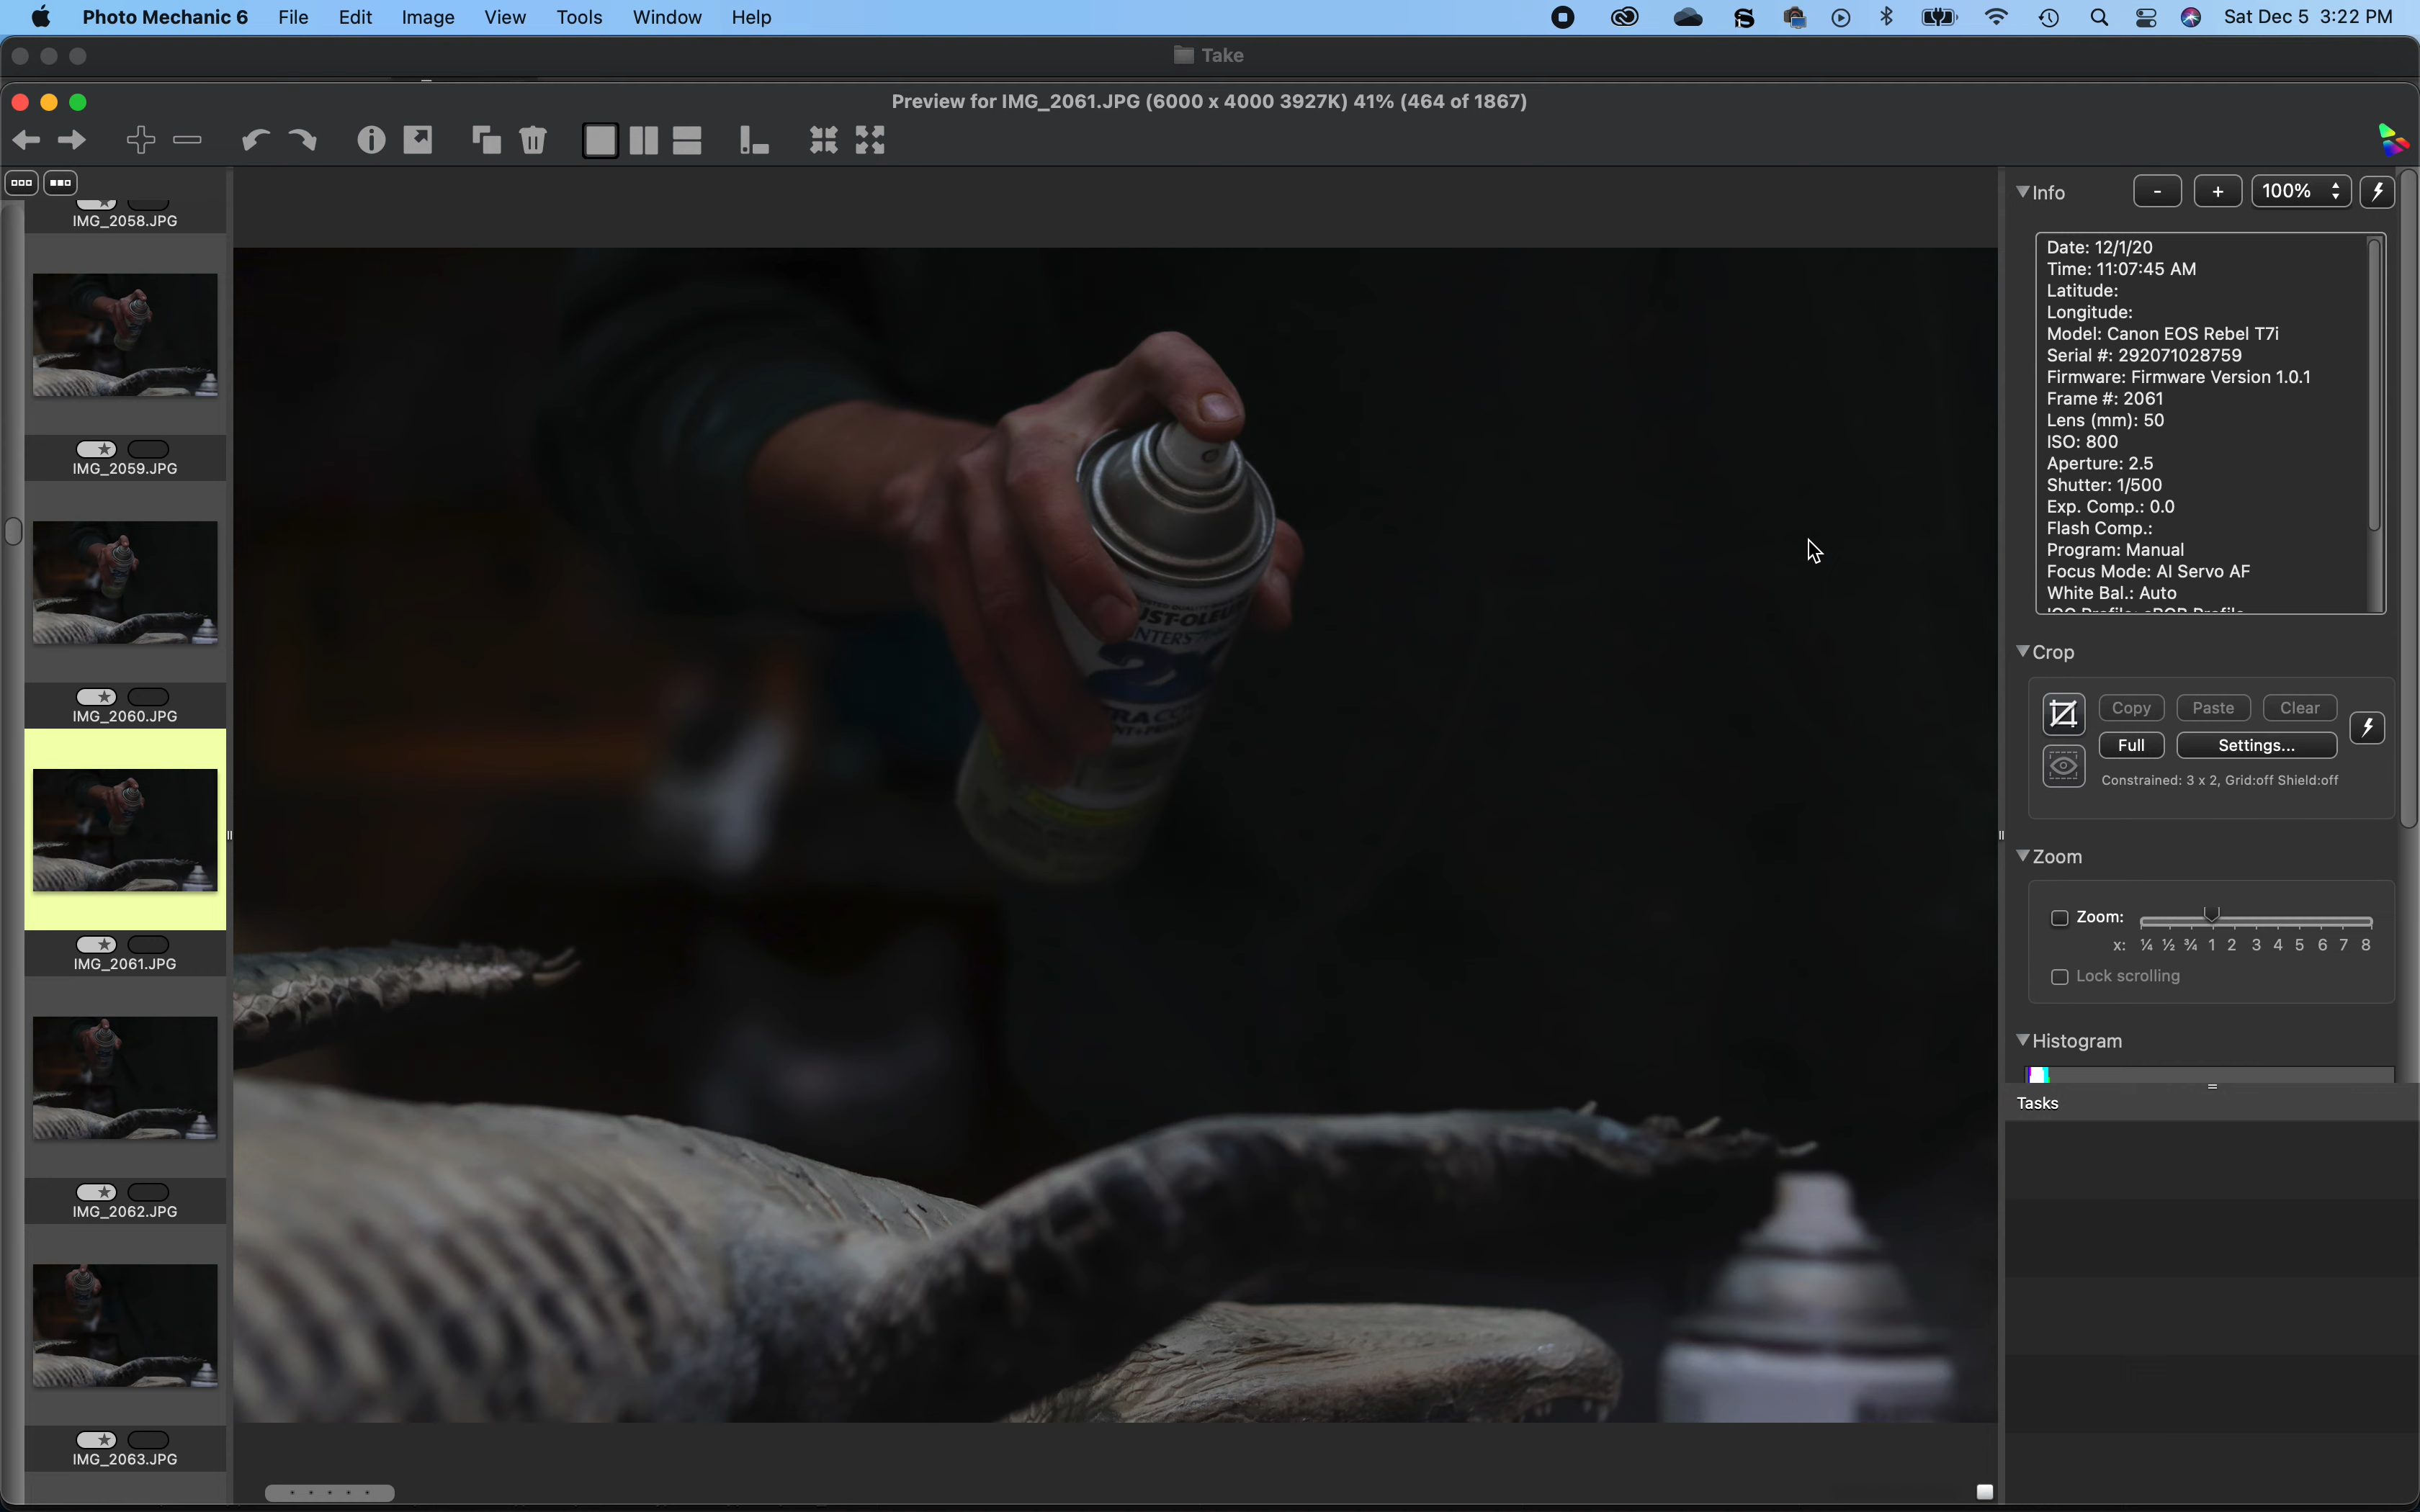 Photo Mechanic 6 File Edit Image View Tools Window Help
Sat Dec 5 3:22 PM
Take
Preview for IMG_2061.JPG (6000 x 4000 3927K) 41% (464 of 1867)
IMG_2058.JPG
IMG_2059.JPG
IMG_2060.JPG
IMG_2061.JPG
IMG_2062.JPG
IMG_2063.JPG
UST-OLEUM
2X
Info
- + 100%
Date: 12/1/20
Time: 11:07:45 AM
Latitude:
Longitude:
Model: Canon EOS Rebel T7i
Serial #: 292071028759
Firmware: Firmware Version 1.0.1
Frame #: 2061
Lens (mm): 50
ISO: 800
Aperture: 2.5
Shutter: 1/500
Exp. Comp.: 0.0
Flash Comp.:
Program: Manual
Focus Mode: AI Servo AF
White Bal.: Auto
Crop
Copy Paste Clear
Full Settings...
Constrained: 3 x 2, Grid:off Shield:off
Zoom
Zoom:
x: ¼ ½ ¾ 1 2 3 4 5 6 7 8
Lock scrolling
Histogram
Tasks